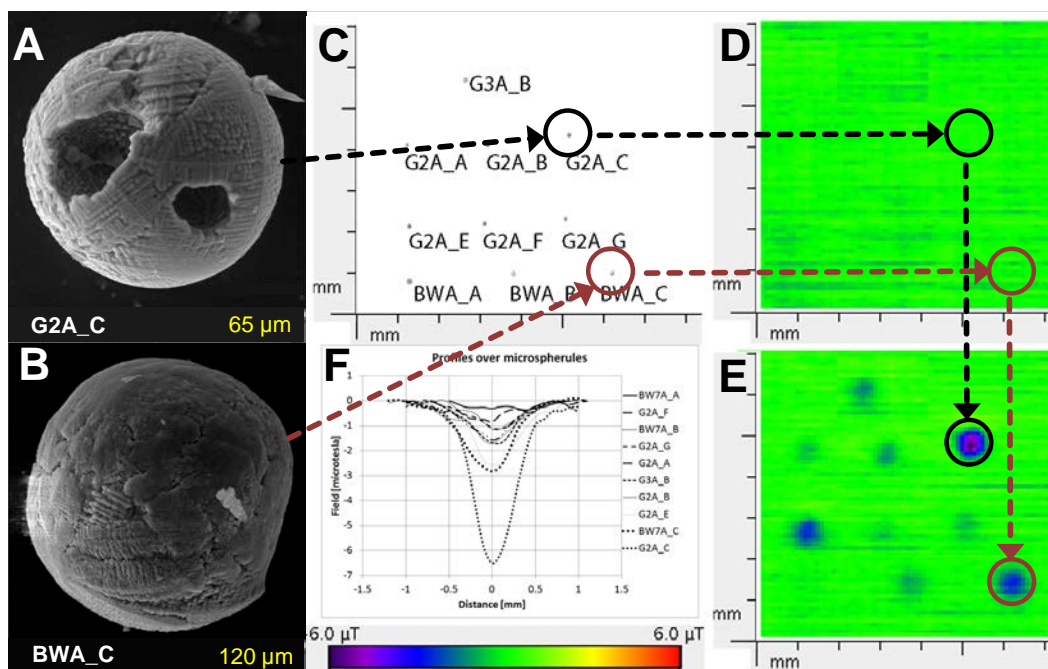 A
G2A_C 65 µm
B
BWA_C 120 µm
C
G3A_B
G2A_A G2A_B G2A_C
G2A_E G2A_F G2A_G
BWA_A BWA_B BWA_C
mm
mm
D
mm
mm
E
mm
mm
F
Profiles over microspherules
Field [microtesla]
1
0
-1
-2
-3
-4
-5
-6
-7
-1.5 -1 -0.5 0 0.5 1 1.5
Distance [mm]
BW7A_A
G2A_F
BW7A_B
G2A_G
G2A_A
G3A_B
G2A_B
G2A_E
BW7A_C
G2A_C
-6.0 µT 6.0 µT